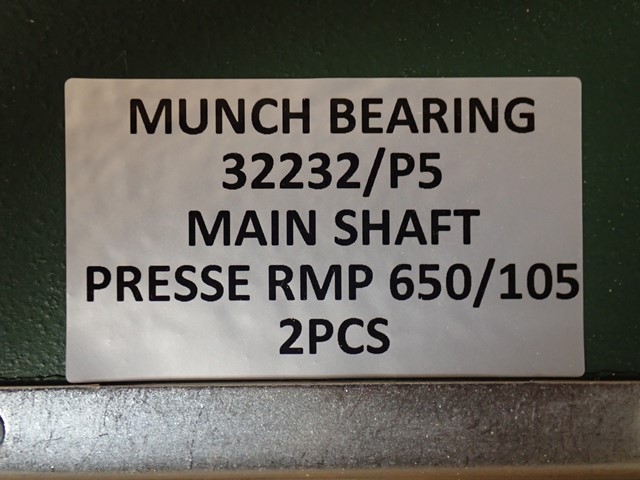 MUNCH BEARING
32232/P5
MAIN SHAFT
PRESSE RMP 650/105
2PCS